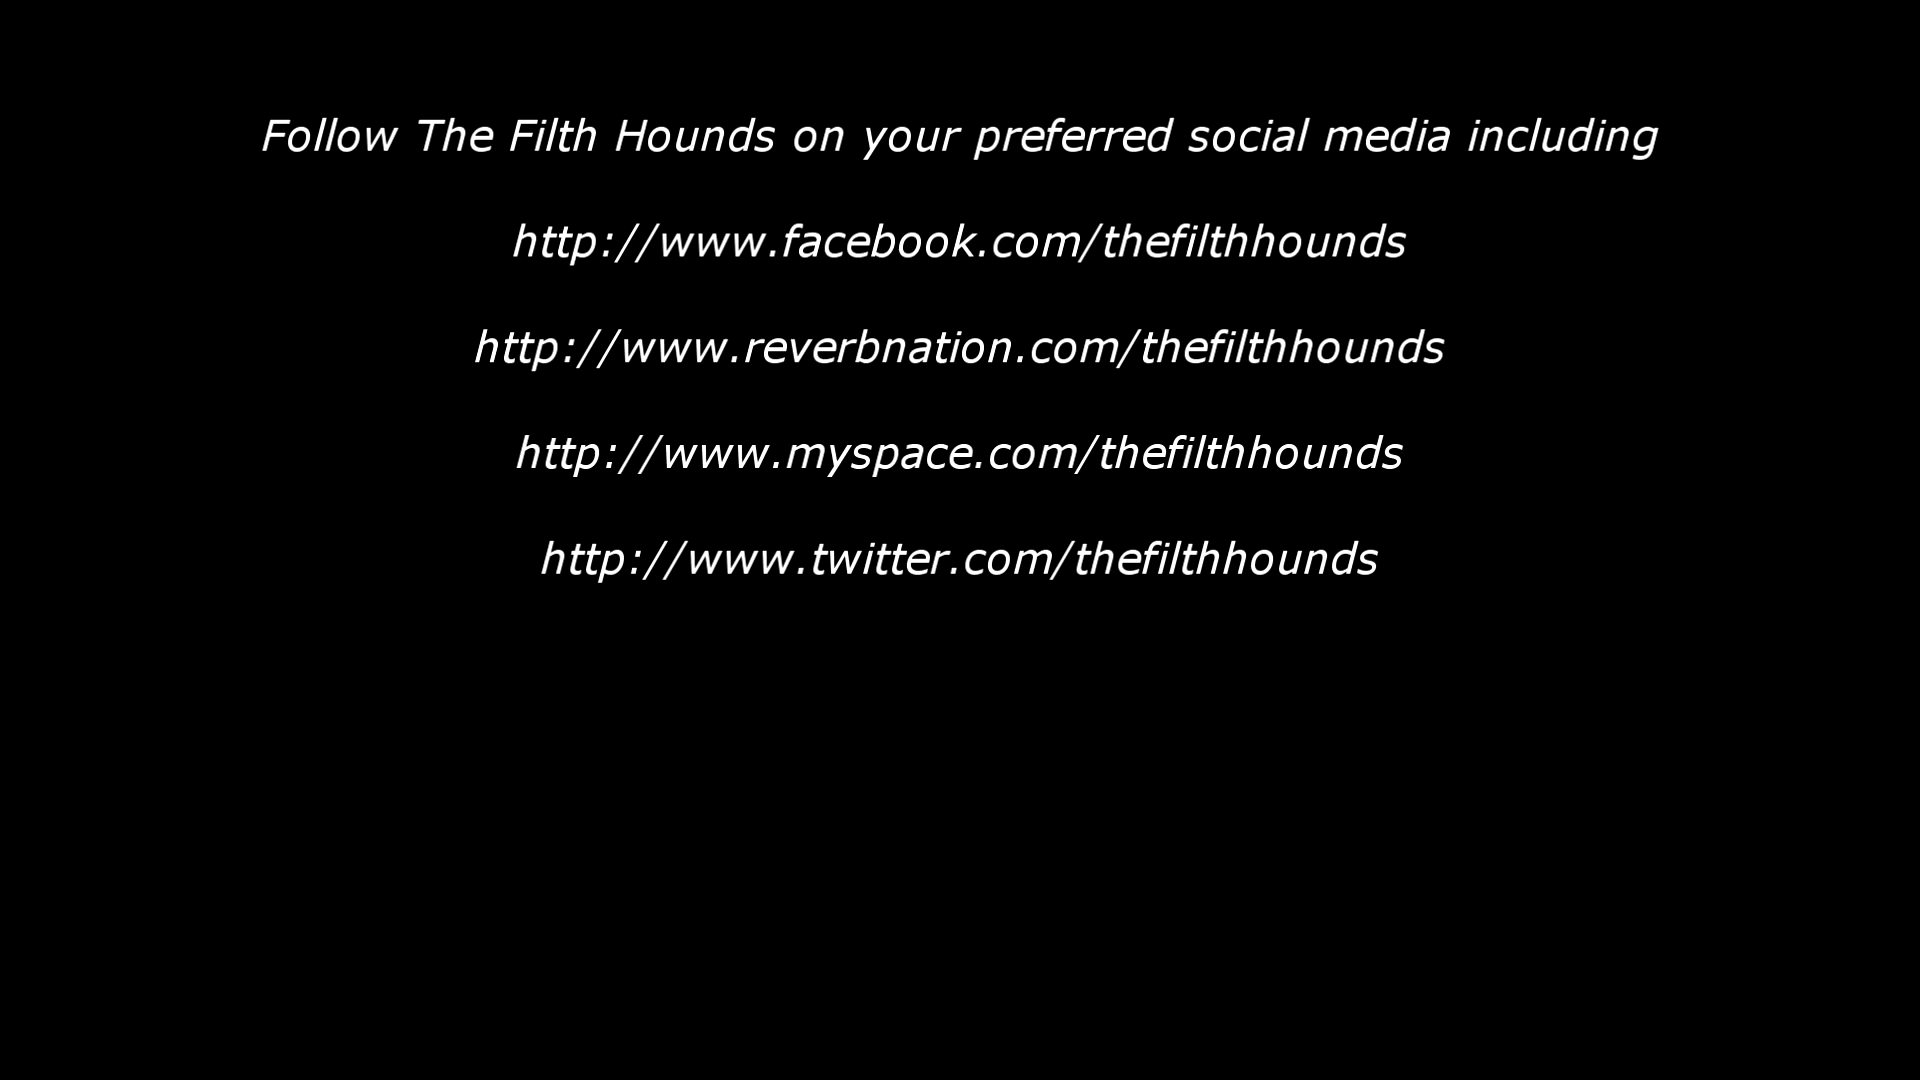 Follow The Filth Hounds on your preferred social media including
http://www.facebook.com/thefilthhounds
http://www.reverbnation.com/thefilthhounds
http://www.myspace.com/thefilthhounds
http://www.twitter.com/thefilthhounds